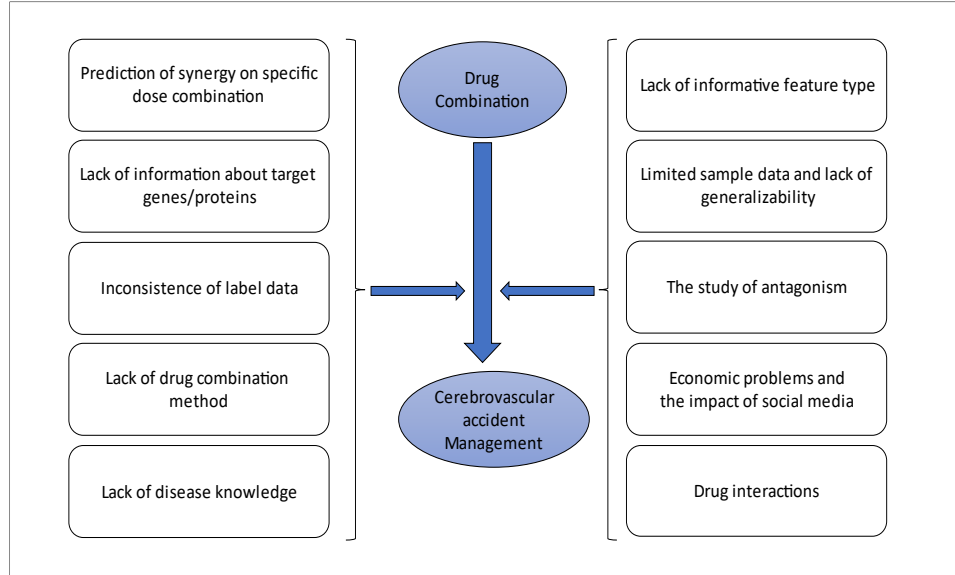 Prediction of synergy on specific
dose combination
Lack of information about target
genes/proteins
Inconsistence of label data
Lack of drug combination
method
Lack of disease knowledge
Drug
Combination
Cerebrovascular
accident
Management
Lack of informative feature type
Limited sample data and lack of
generalizability
The study of antagonism
Economic problems and
the impact of social media
Drug interactions